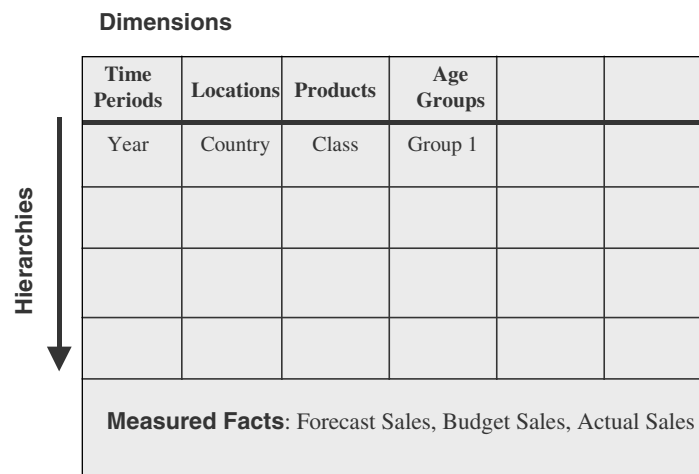 Dimensions
Time Periods Locations Products Age Groups
Year Country Class Group 1
Hierarchies
Measured Facts: Forecast Sales, Budget Sales, Actual Sales